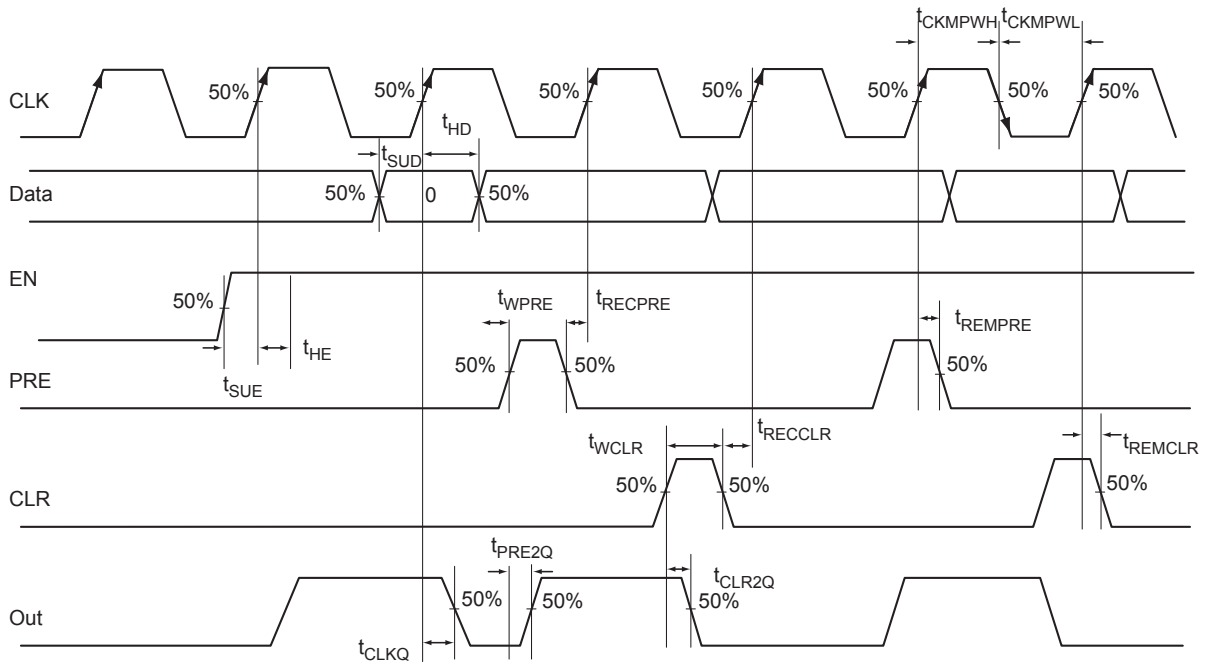 tCKMPWH tCKMPWL
CLK
50% 50% 50% 50% 50% 50% 50%
tSUD
tHD
Data
50% 0 50%
EN
50%
tSUE
tHE
tWPRE
tRECPRE
tREMPRE
PRE
50% 50% 50%
tWCLR
tRECCLR
tREMCLR
CLR
50% 50% 50%
tPRE2Q
tCLR2Q
Out
50% 50% 50%
tCLKQ